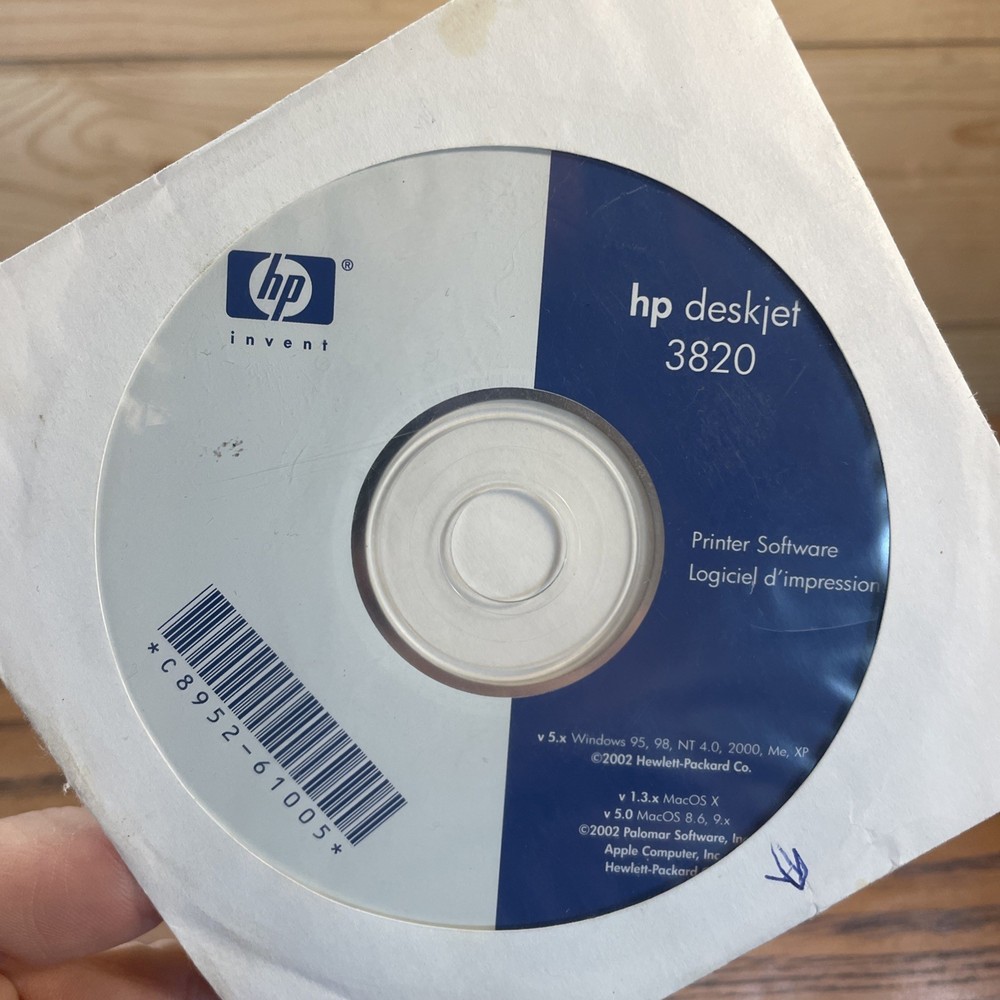 hp ®
invent
hp deskjet
3820
Printer Software
Logiciel d'impression
*C8952-61005*
v 5.x Windows 95, 98, NT 4.0, 2000, Me, XP
©2002 Hewlett-Packard Co.
v 1.3.x MacOS X
v 5.0 MacOS 8.6, 9.x
©2002 Palomar Software,
Apple Computer, Inc
Hewlett-Packard